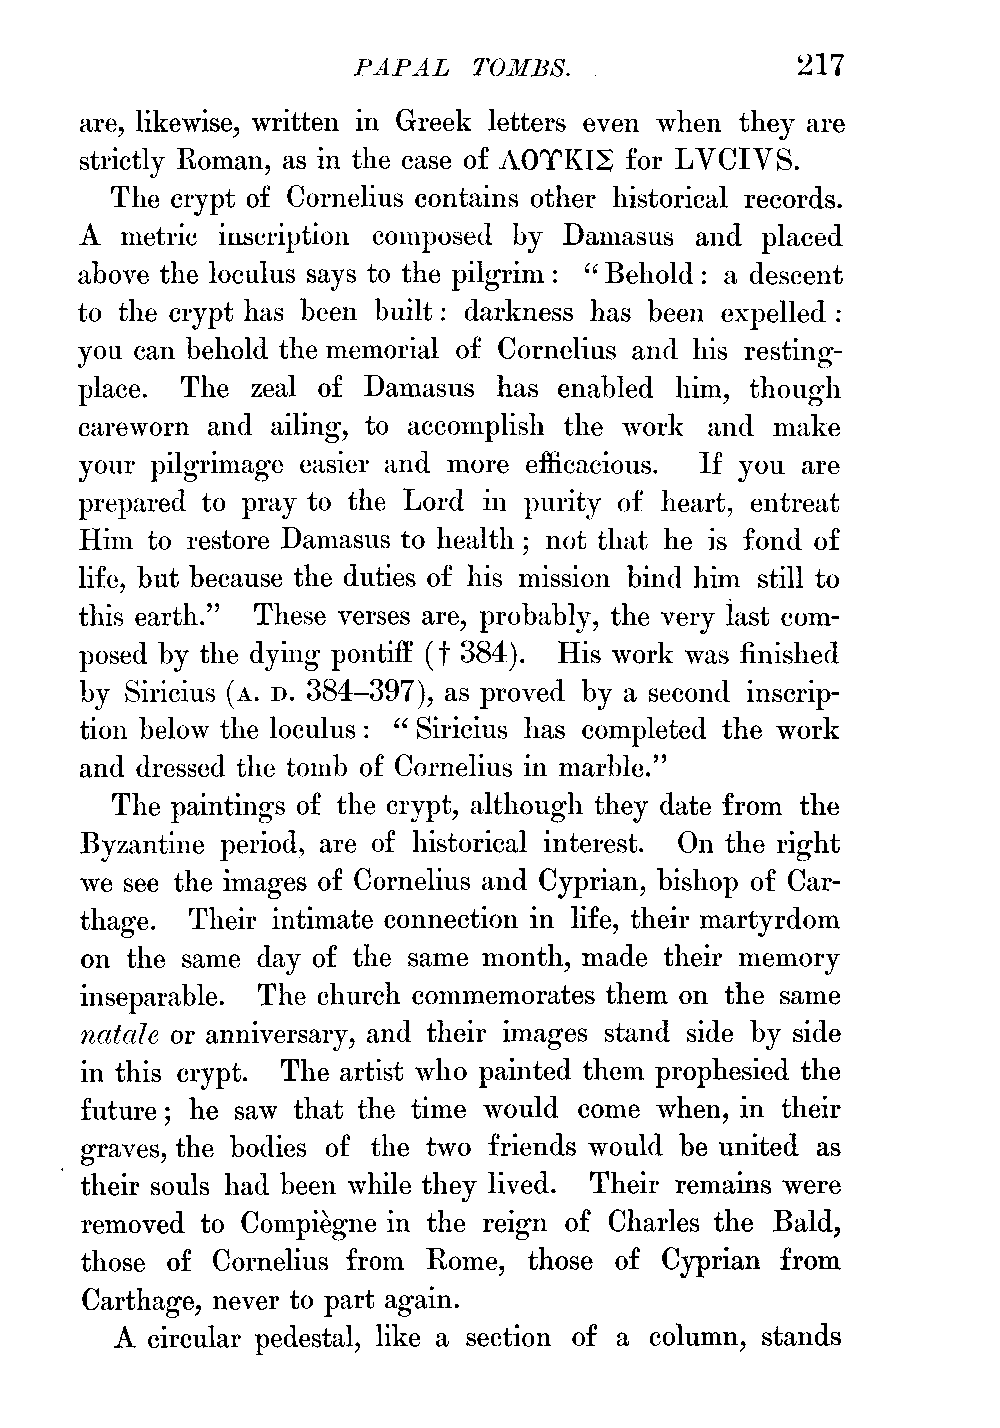 PAPAL TOMBS. 217
are, likewise, written in Greek letters even when they are
strictly Roman, as in the case of ΛΟΥΚΙΣ for LVCIVS.
The crypt of Cornelius contains other historical records.
A metric inscription composed by Damasus and placed
above the loculus says to the pilgrim : “ Behold : a descent
to the crypt has been built : darkness has been expelled :
you can behold the memorial of Cornelius and his resting-
place. The zeal of Damasus has enabled him, though
careworn and ailing, to accomplish the work and make
your pilgrimage easier and more efficacious. If you are
prepared to pray to the Lord in purity of heart, entreat
Him to restore Damasus to health ; not that he is fond of
life, but because the duties of his mission bind him still to
this earth.” These verses are, probably, the very last com-
posed by the dying pontiff († 384). His work was finished
by Siricius (A. D. 384–397), as proved by a second inscrip-
tion below the loculus : “ Siricius has completed the work
and dressed the tomb of Cornelius in marble.”
The paintings of the crypt, although they date from the
Byzantine period, are of historical interest. On the right
we see the images of Cornelius and Cyprian, bishop of Car-
thage. Their intimate connection in life, their martyrdom
on the same day of the same month, made their memory
inseparable. The church commemorates them on the same
natale or anniversary, and their images stand side by side
in this crypt. The artist who painted them prophesied the
future ; he saw that the time would come when, in their
graves, the bodies of the two friends would be united as
their souls had been while they lived. Their remains were
removed to Compiègne in the reign of Charles the Bald,
those of Cornelius from Rome, those of Cyprian from
Carthage, never to part again.
A circular pedestal, like a section of a column, stands